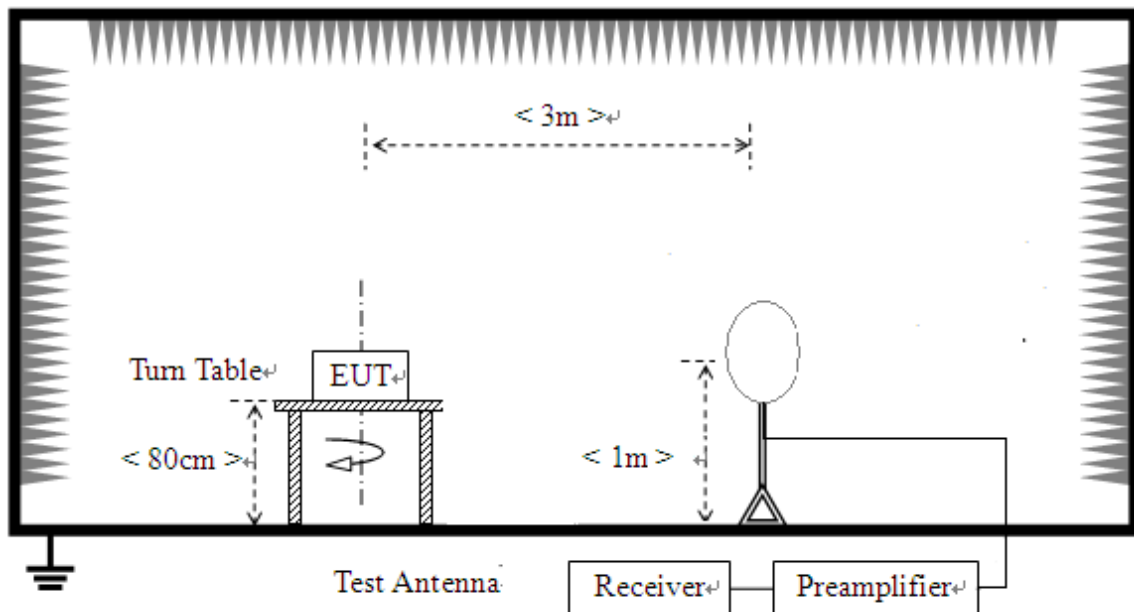 < 3m >↵
Turn Table↵
EUT↵
< 80cm >↵
< 1m >
Test Antenna
Receiver↵
Preamplifier↵